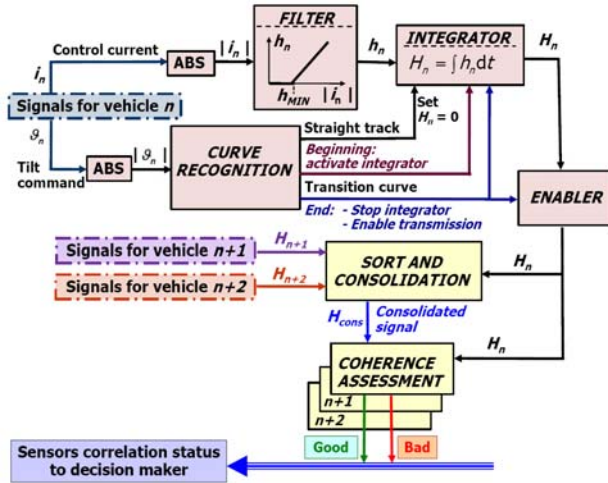 FILTER
h_n
h_MIN
| i_n |
Control current
i_n
ABS
| i_n |
h_n
INTEGRATOR
H_n = ∫ h_n dt
H_n
Signals for vehicle n
ϑ_n
Tilt
command
ABS
| ϑ_n |
CURVE
RECOGNITION
Straight track
Set
H_n = 0
Beginning:
activate integrator
Transition curve
End: - Stop integrator
- Enable transmission
ENABLER
Signals for vehicle n+1
H_n+1
Signals for vehicle n+2
H_n+2
SORT AND
CONSOLIDATION
H_n
H_cons
Consolidated
signal
H_n
COHERENCE
ASSESSMENT
n+1
n+2
Good
Bad
Sensors correlation status
to decision maker